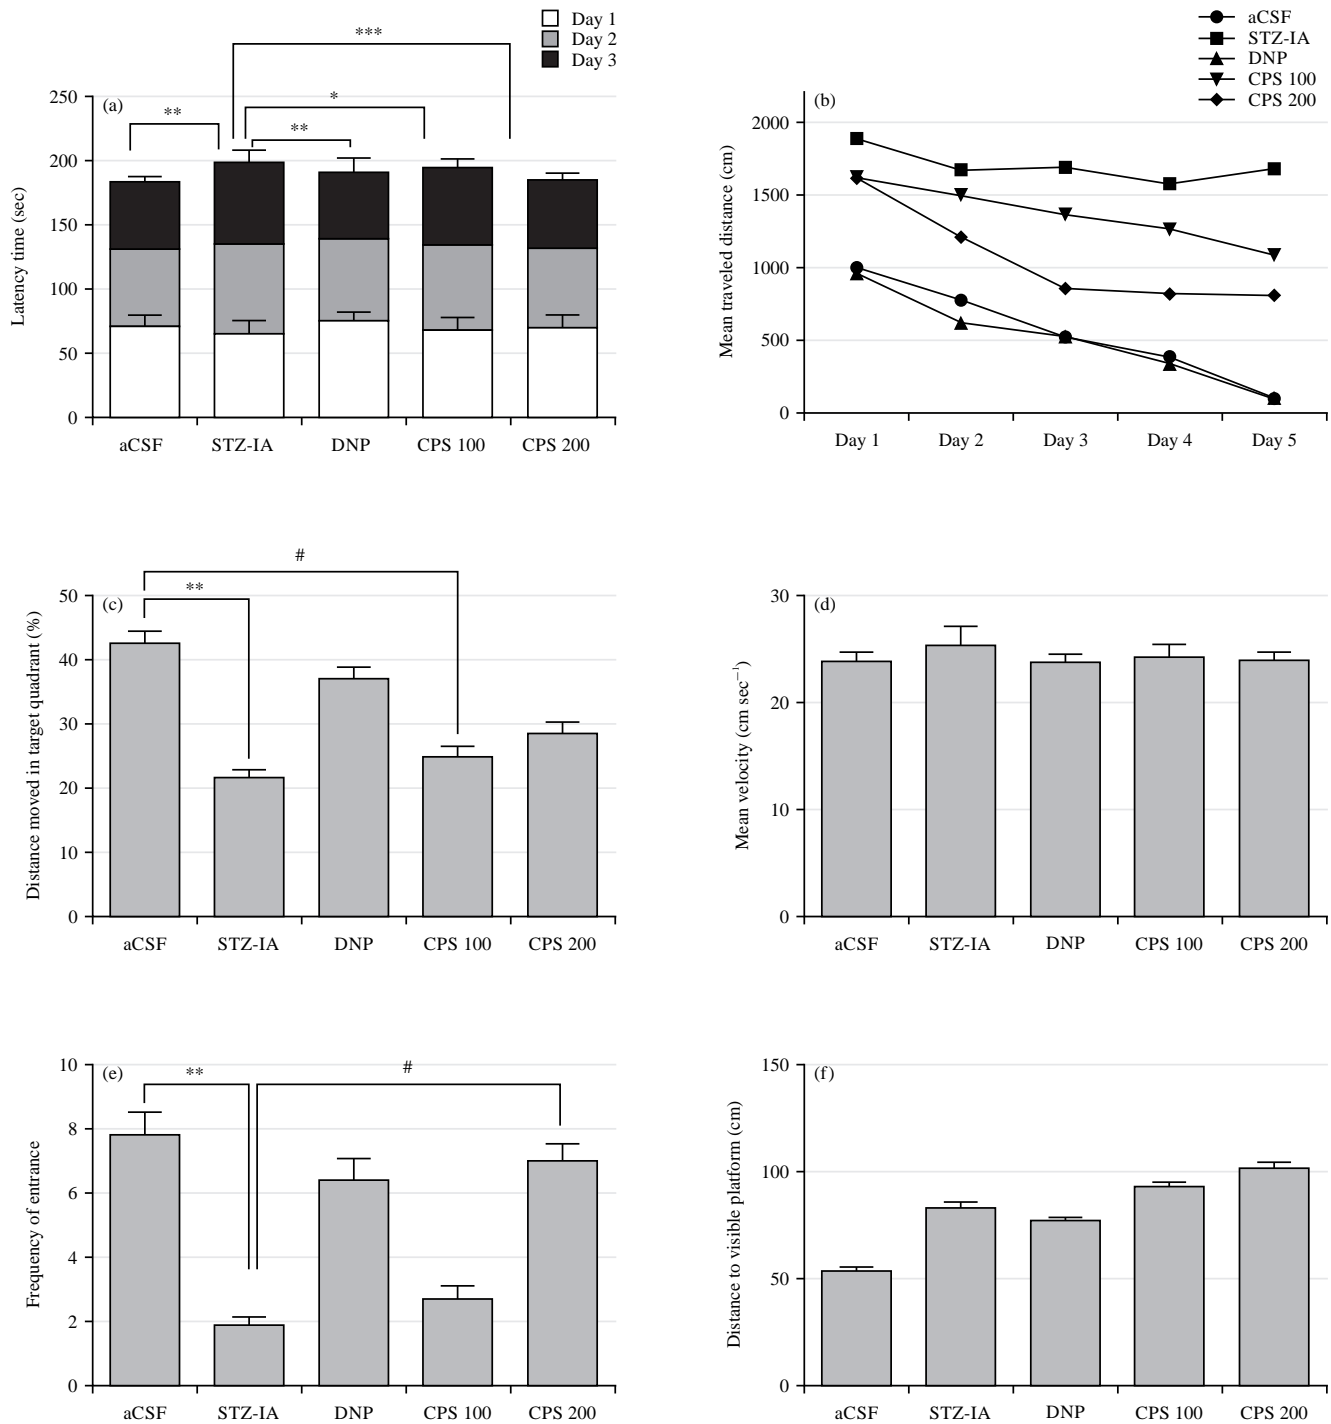 Day 1
Day 2
Day 3
***
250
(a)
**
*
**
200
150
100
50
0
Latency time (sec)
aCSF
STZ-IA
DNP
CPS 100
CPS 200
aCSF
STZ-IA
DNP
CPS 100
CPS 200
(b)
2000
1500
1000
500
0
Mean traveled distance (cm)
Day 1
Day 2
Day 3
Day 4
Day 5
#
**
50
(c)
40
30
20
10
0
Distance moved in target quadrant (%)
aCSF
STZ-IA
DNP
CPS 100
CPS 200
30
(d)
20
10
0
Mean velocity (cm sec⁻¹)
aCSF
STZ-IA
DNP
CPS 100
CPS 200
10
(e)
**
#
8
6
4
2
0
Frequency of entrance
aCSF
STZ-IA
DNP
CPS 100
CPS 200
150
(f)
100
50
0
Distance to visible platform (cm)
aCSF
STZ-IA
DNP
CPS 100
CPS 200